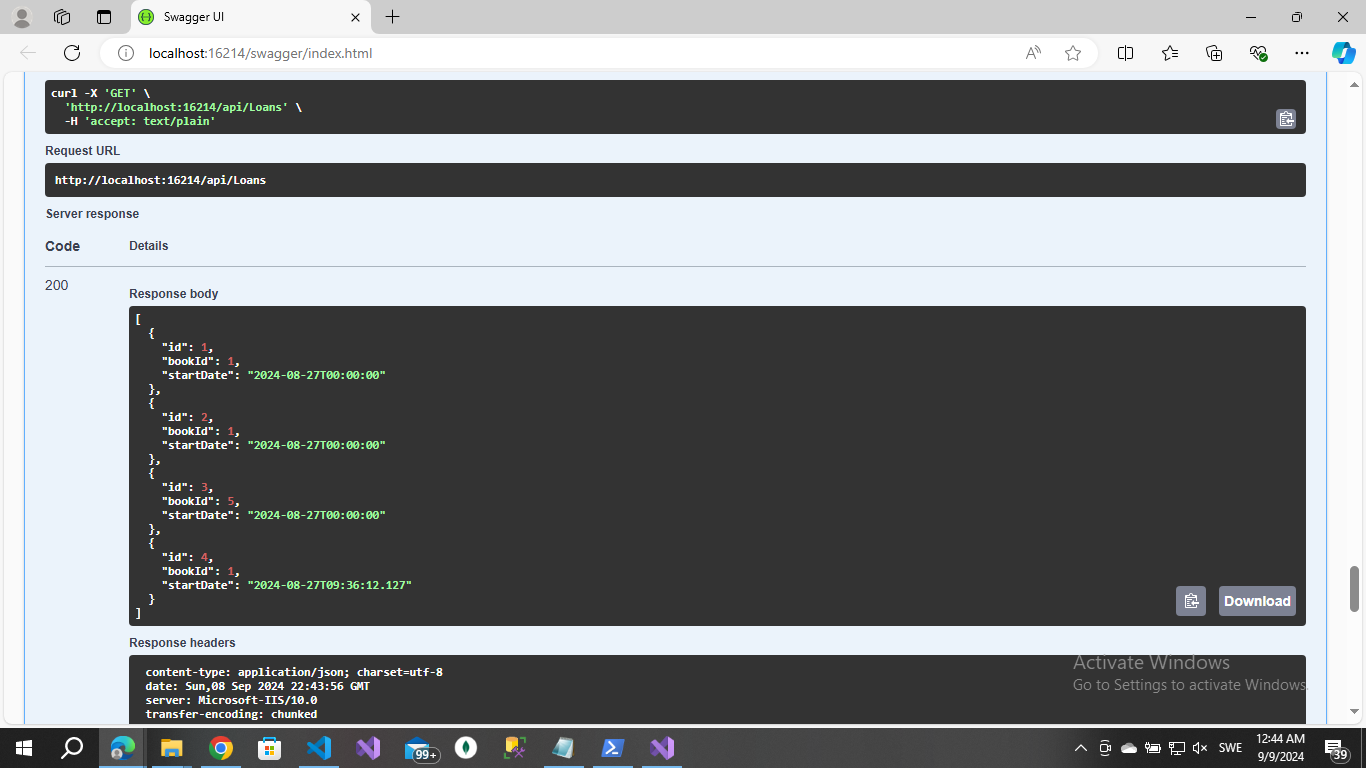 Swagger UI
localhost:16214/swagger/index.html
curl -X 'GET' \
'http://localhost:16214/api/Loans' \
-H 'accept: text/plain'
Request URL
http://localhost:16214/api/Loans
Server response
Code Details
200
Response body
[
{
"id": 1,
"bookId": 1,
"startDate": "2024-08-27T00:00:00"
},
{
"id": 2,
"bookId": 1,
"startDate": "2024-08-27T00:00:00"
},
{
"id": 3,
"bookId": 5,
"startDate": "2024-08-27T00:00:00"
},
{
"id": 4,
"bookId": 1,
"startDate": "2024-08-27T09:36:12.127"
}
]
Download
Response headers
content-type: application/json; charset=utf-8
date: Sun,08 Sep 2024 22:43:56 GMT
server: Microsoft-IIS/10.0
transfer-encoding: chunked
Activate Windows
Go to Settings to activate Windows.
99+
SWE
12:44 AM
9/9/2024
39